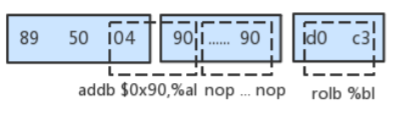 89 50 04 90 ...... 90 d0 c3
addb $0x90,%al nop ... nop rolb %bl